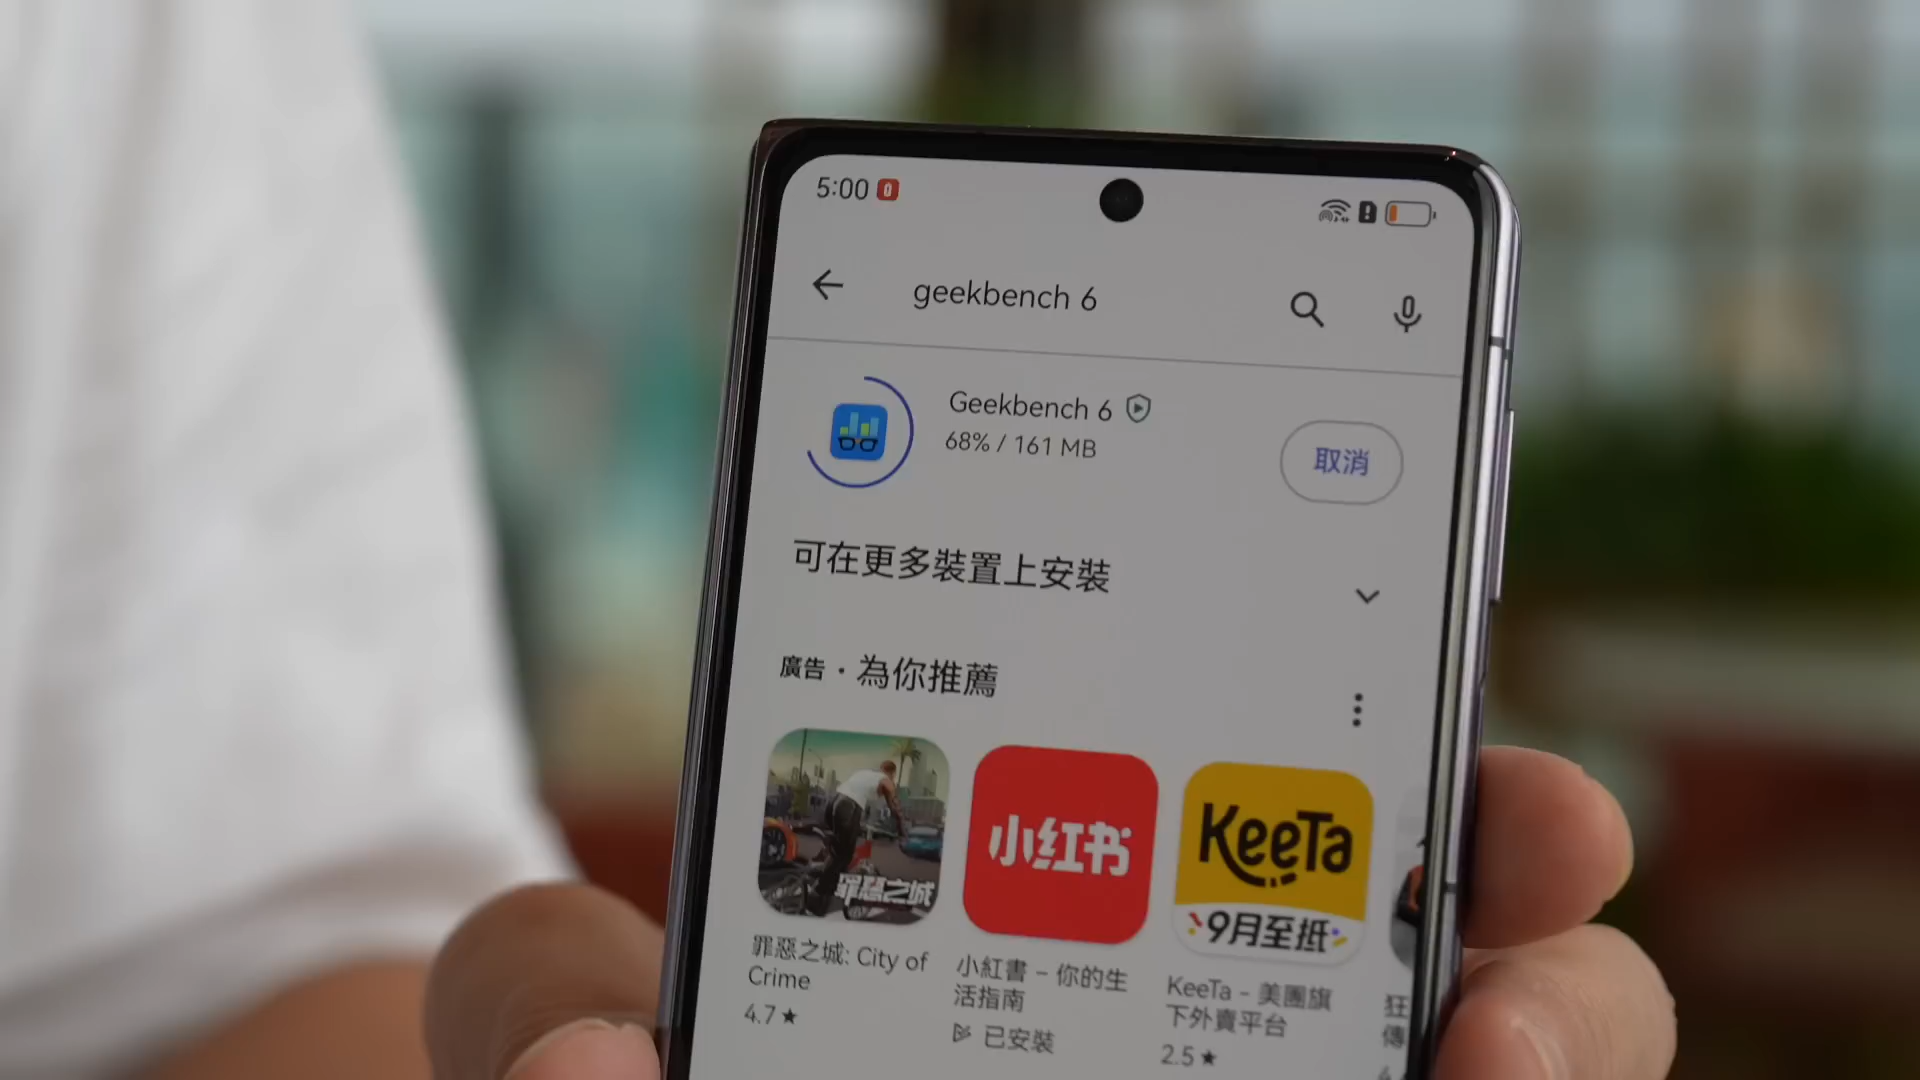 5:00
geekbench 6
Geekbench 6
68% / 161 MB
取消
可在更多裝置上安裝
廣告 · 為你推薦
罪惡之城
小红书
KeeTa
9月至抵
罪惡之城: City of
Crime
4.7 ★
小紅書 – 你的生
活指南
已安裝
KeeTa – 美團旗
下外賣平台
2.5 ★
狂
傳